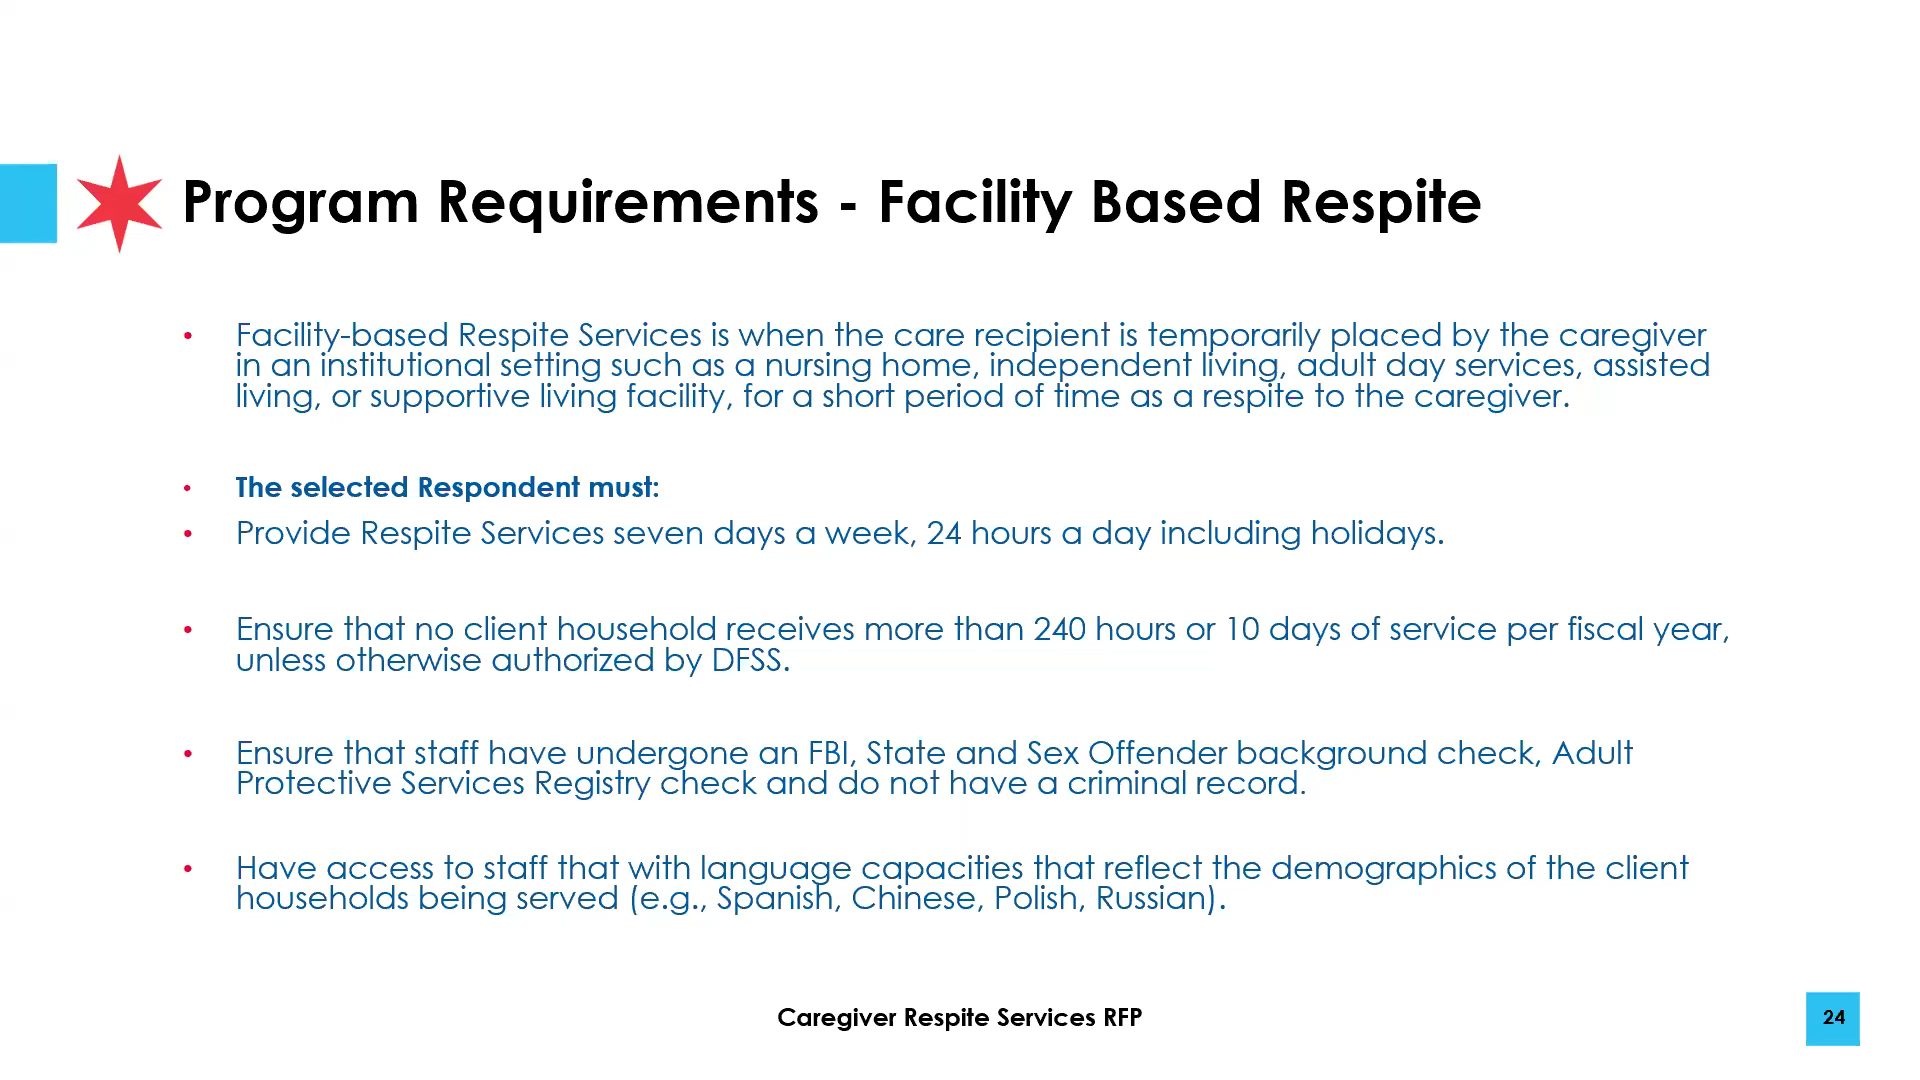 Program Requirements - Facility Based Respite
• Facility-based Respite Services is when the care recipient is temporarily placed by the caregiver
in an institutional setting such as a nursing home, independent living, adult day services, assisted
living, or supportive living facility, for a short period of time as a respite to the caregiver.
• The selected Respondent must:
• Provide Respite Services seven days a week, 24 hours a day including holidays.
• Ensure that no client household receives more than 240 hours or 10 days of service per fiscal year,
unless otherwise authorized by DFSS.
• Ensure that staff have undergone an FBI, State and Sex Offender background check, Adult
Protective Services Registry check and do not have a criminal record.
• Have access to staff that with language capacities that reflect the demographics of the client
households being served (e.g., Spanish, Chinese, Polish, Russian).
Caregiver Respite Services RFP
24